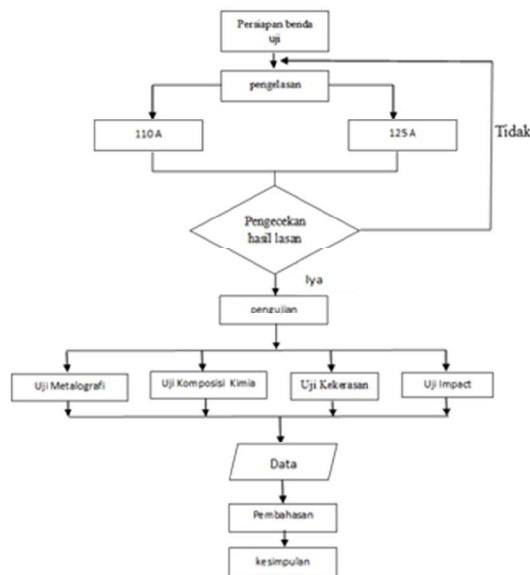 Persiapan benda
uji
pengelasan
110 A
125 A
Tidak
Pengecekan
hasil lasan
Iya
pengujian
Uji Metalografi
Uji Komposisi Kimia
Uji Kekerasan
Uji Impact
Data
Pembahasan
kesimpulan